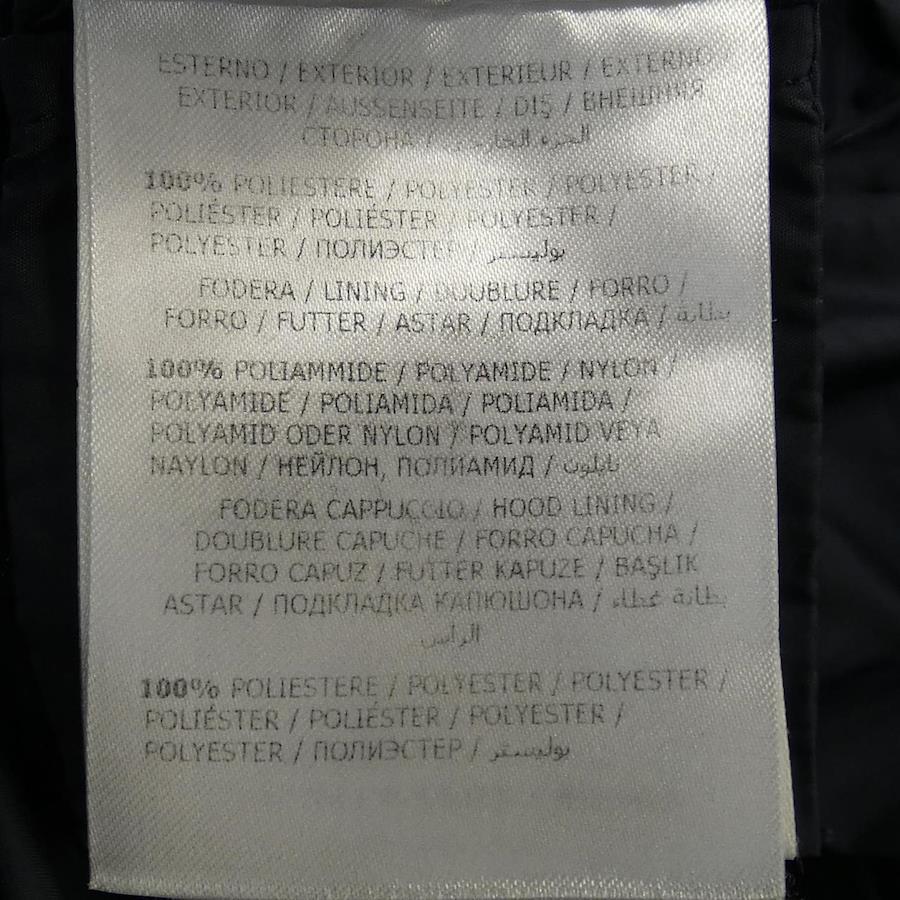 ESTERNO / EXTERIOR / EXTERIEUR / EXTERNO
EXTERIOR / AUSSENSEITE / DIŞ / ВНЕШНЯЯ
СТОРОНА / الجزء الخارجي
100% POLIESTERE / POLYESTER / POLYESTER /
POLIÉSTER / POLIÉSTER / POLYESTER /
POLYESTER / ПОЛИЭСТЕР / بوليستر
FODERA / LINING / DOUBLURE / FORRO /
FORRO / FUTTER / ASTAR / ПОДКЛАДКА / بطانة
100% POLIAMMIDE / POLYAMIDE / NYLON /
POLYAMIDE / POLIAMIDA / POLIAMIDA /
POLYAMID ODER NYLON / POLYAMID VEYA
NAYLON / НЕЙЛОН, ПОЛИАМИД / نايلون
FODERA CAPPUCCIO / HOOD LINING /
DOUBLURE CAPUCHE / FORRO CAPUCHA /
FORRO CAPUZ / FUTTER KAPUZE / BAŞLIK
ASTAR / ПОДКЛАДКА КАПЮШОНА / بطانة غطاء
الرأس
100% POLIESTERE / POLYESTER / POLYESTER /
POLIÉSTER / POLIÉSTER / POLYESTER /
POLYESTER / ПОЛИЭСТЕР / بوليستر